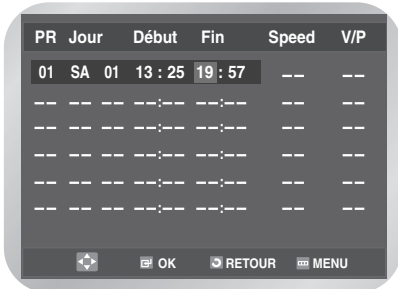 PR Jour Début Fin Speed V/P
01 SA 01 13 : 25 19 : 57 –– ––
–– –– –– ––:–– ––:–– –– ––
–– –– –– ––:–– ––:–– –– ––
–– –– –– ––:–– ––:–– –– ––
–– –– –– ––:–– ––:–– –– ––
–– –– –– ––:–– ––:–– –– ––
OK RETOUR MENU